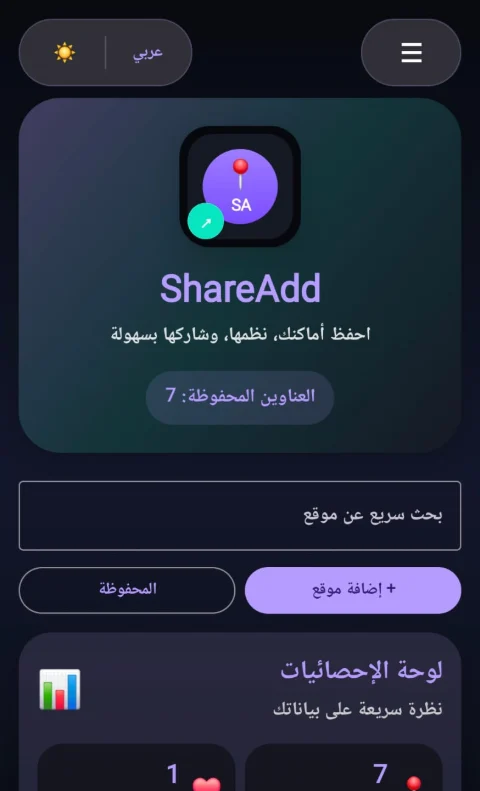 عربي
SA
ShareAdd
احفظ أماكنك، نظمها، وشاركها بسهولة
العناوين المحفوظة: 7
بحث سريع عن موقع
+ إضافة موقع
المحفوظة
لوحة الإحصائيات
نظرة سريعة على بياناتك
7
1